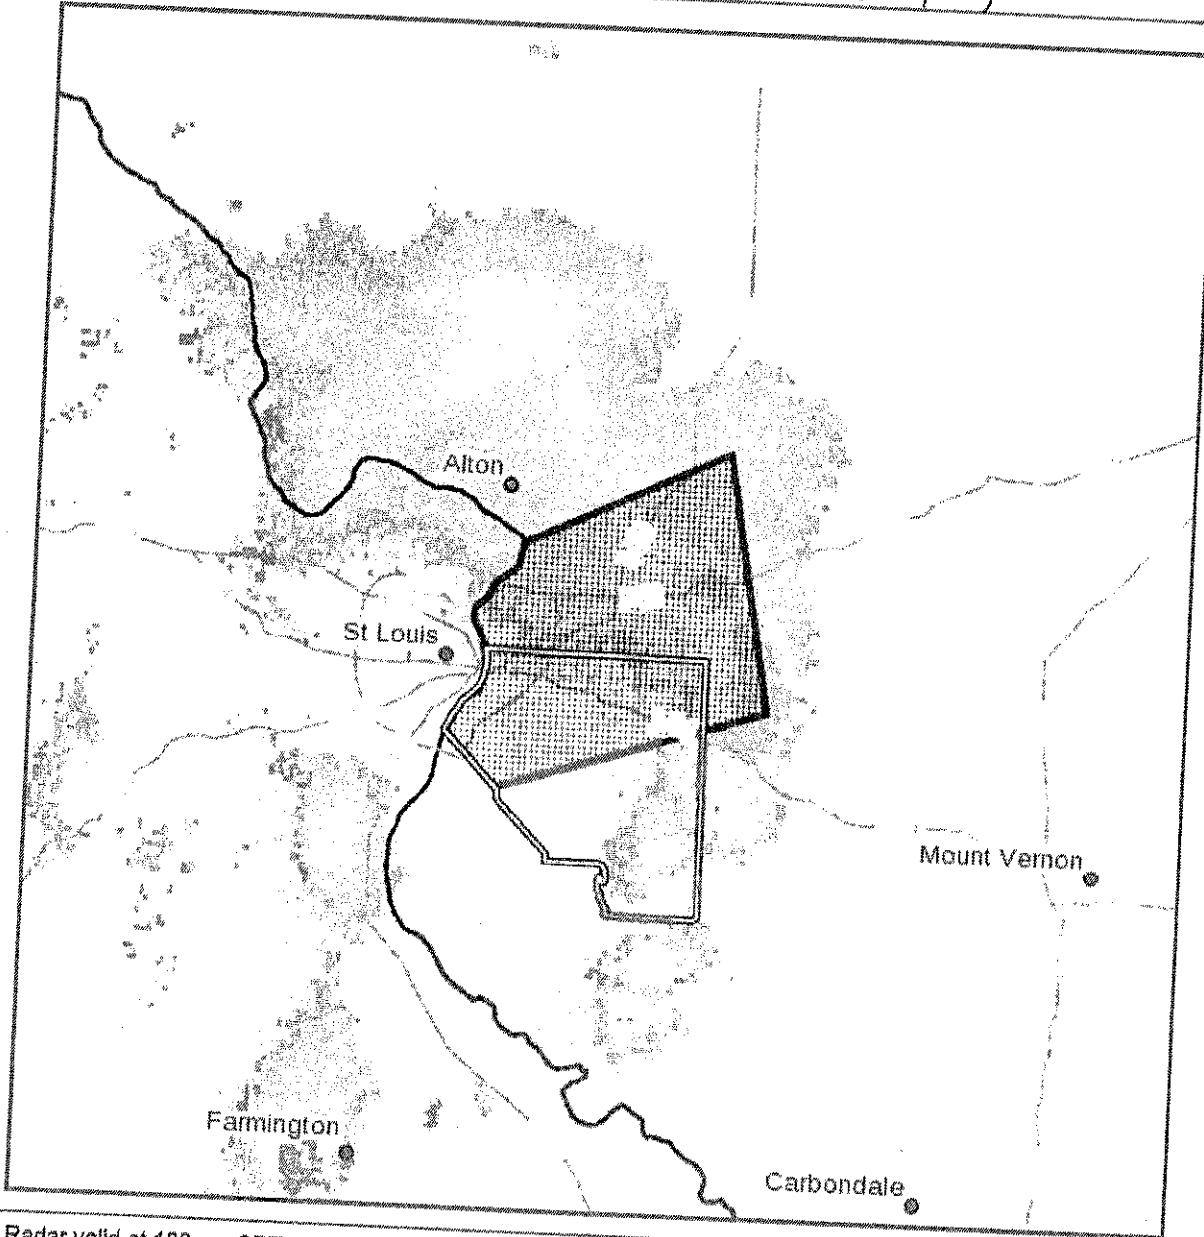 Alton
St Louis
Mount Vernon
Farmington
Carbondale
Radar valid at